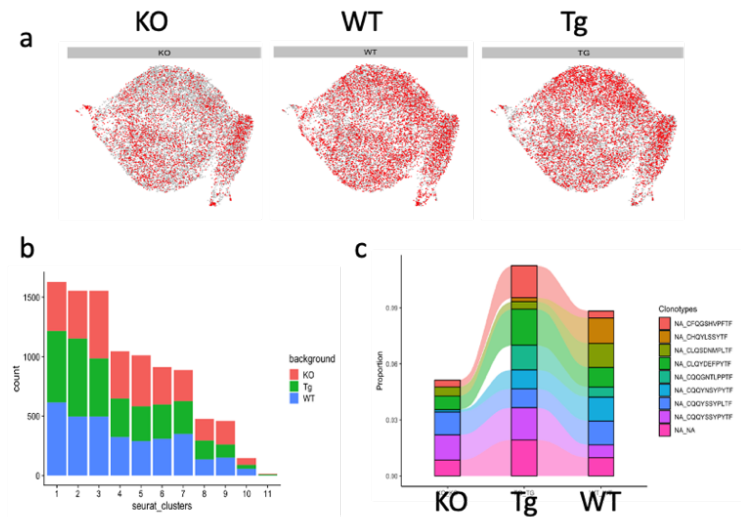 KO WT Tg
a
KO WT TG
b
c
1500
1000
500
0
count
1 2 3 4 5 6 7 8 9 10 11
seurat_clusters
background
KO
Tg
WT
0.09
0.06
0.03
0.00
Proportion
KO Tg WT
Clonotypes
NA_CFQGSHVPFTF
NA_CHQYLSSYTF
NA_CLQSDNMPLTF
NA_CLQYDEFPYTF
NA_CQGNTLPPTF
NA_CQQYNSYPYTF
NA_CQQYSSYPLTF
NA_CQQYSSYPYTF
NA_NA